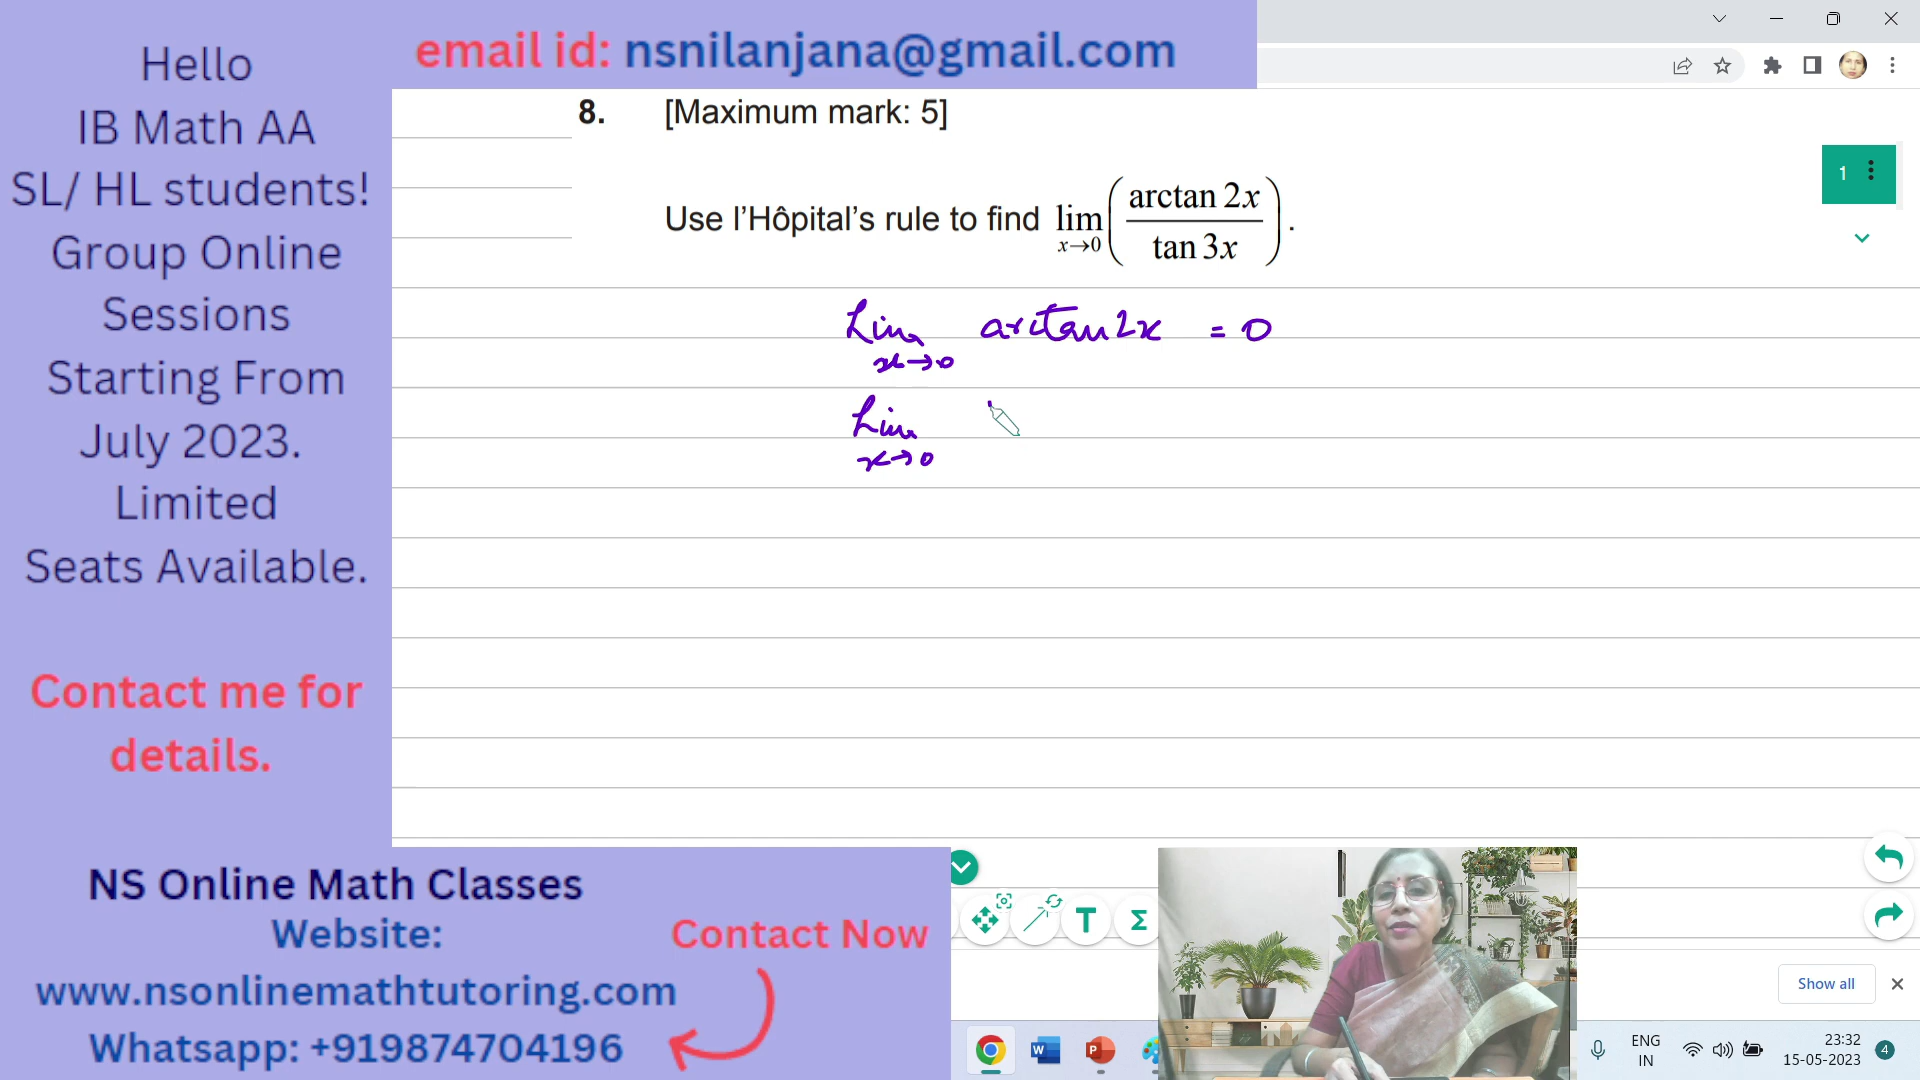 Hello
IB Math AA
SL/ HL students!
Group Online
Sessions
Starting From
July 2023.
Limited
Seats Available.
Contact me for
details.
email id: nsnilanjana@gmail.com
8. [Maximum mark: 5]
Use l'Hôpital's rule to find lim x→0 (arctan 2x / tan 3x).
Lim x→0 arctan 2x = 0
Lim x→0
1
NS Online Math Classes
Website:
www.nsonlinemathtutoring.com
Whatsapp: +919874704196
Contact Now
T Σ
Show all
ENG
IN
23:32
15-05-2023
4